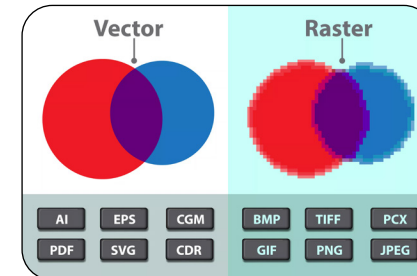 Vector
Raster
AI EPS CGM
PDF SVG CDR
BMP TIFF PCX
GIF PNG JPEG